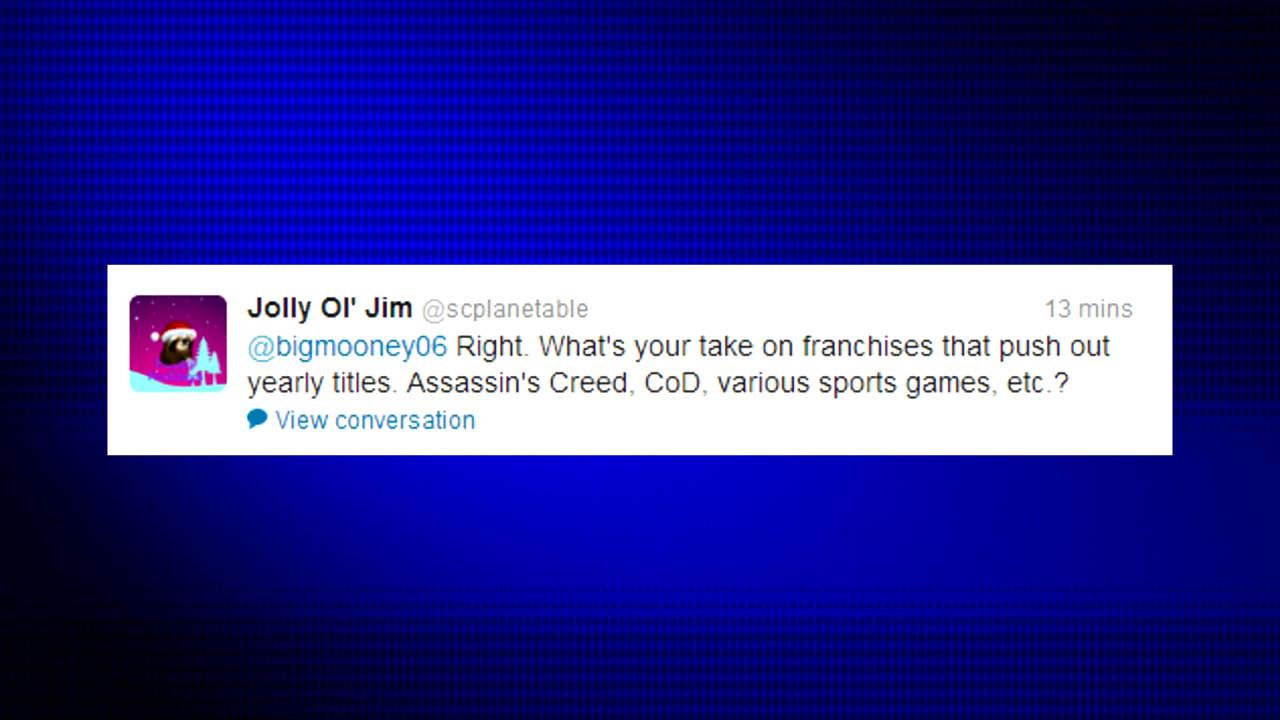 Jolly Ol' Jim @scplanetable 13 mins
@bigmooney06 Right. What's your take on franchises that push out
yearly titles. Assassin's Creed, CoD, various sports games, etc.?
View conversation